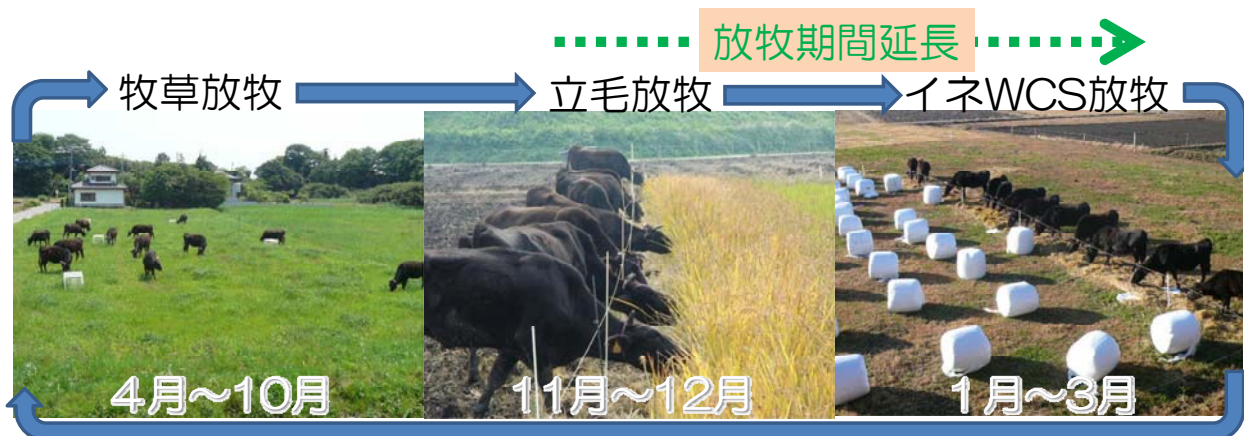 放牧期間延長
牧草放牧
立毛放牧
イネWCS放牧
4月～10月
11月～12月
1月～3月